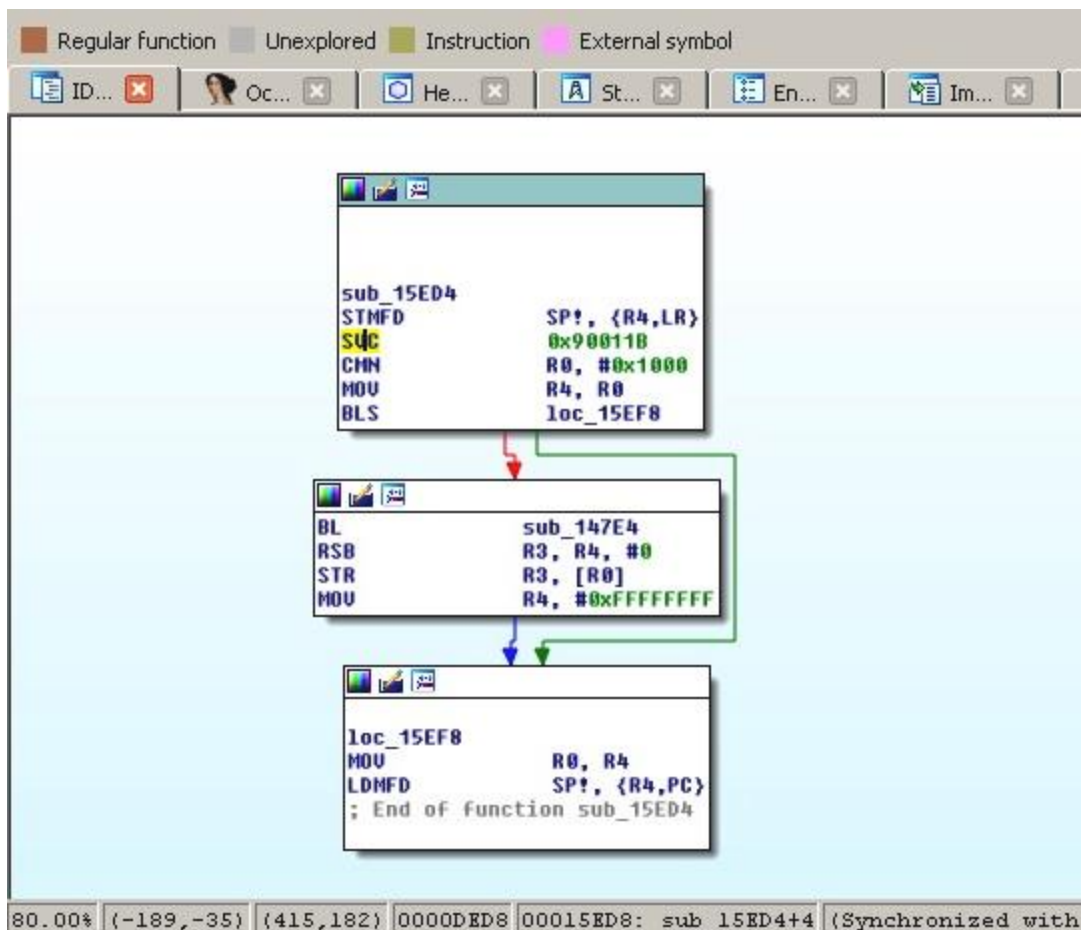 Regular function Unexplored Instruction External symbol
ID... Oc... He... St... En... Im...
sub_15ED4
STMFD SP!, {R4,LR}
SVC 0x90011B
CMN R0, #0x1000
MOV R4, R0
BLS loc_15EF8
BL sub_147E4
RSB R3, R4, #0
STR R3, [R0]
MOV R4, #0xFFFFFFFF
loc_15EF8
MOV R0, R4
LDMFD SP!, {R4,PC}
; End of function sub_15ED4
80.00% (-189,-35) (415,182) 0000DED8 00015ED8: sub_15ED4+4 (Synchronized with